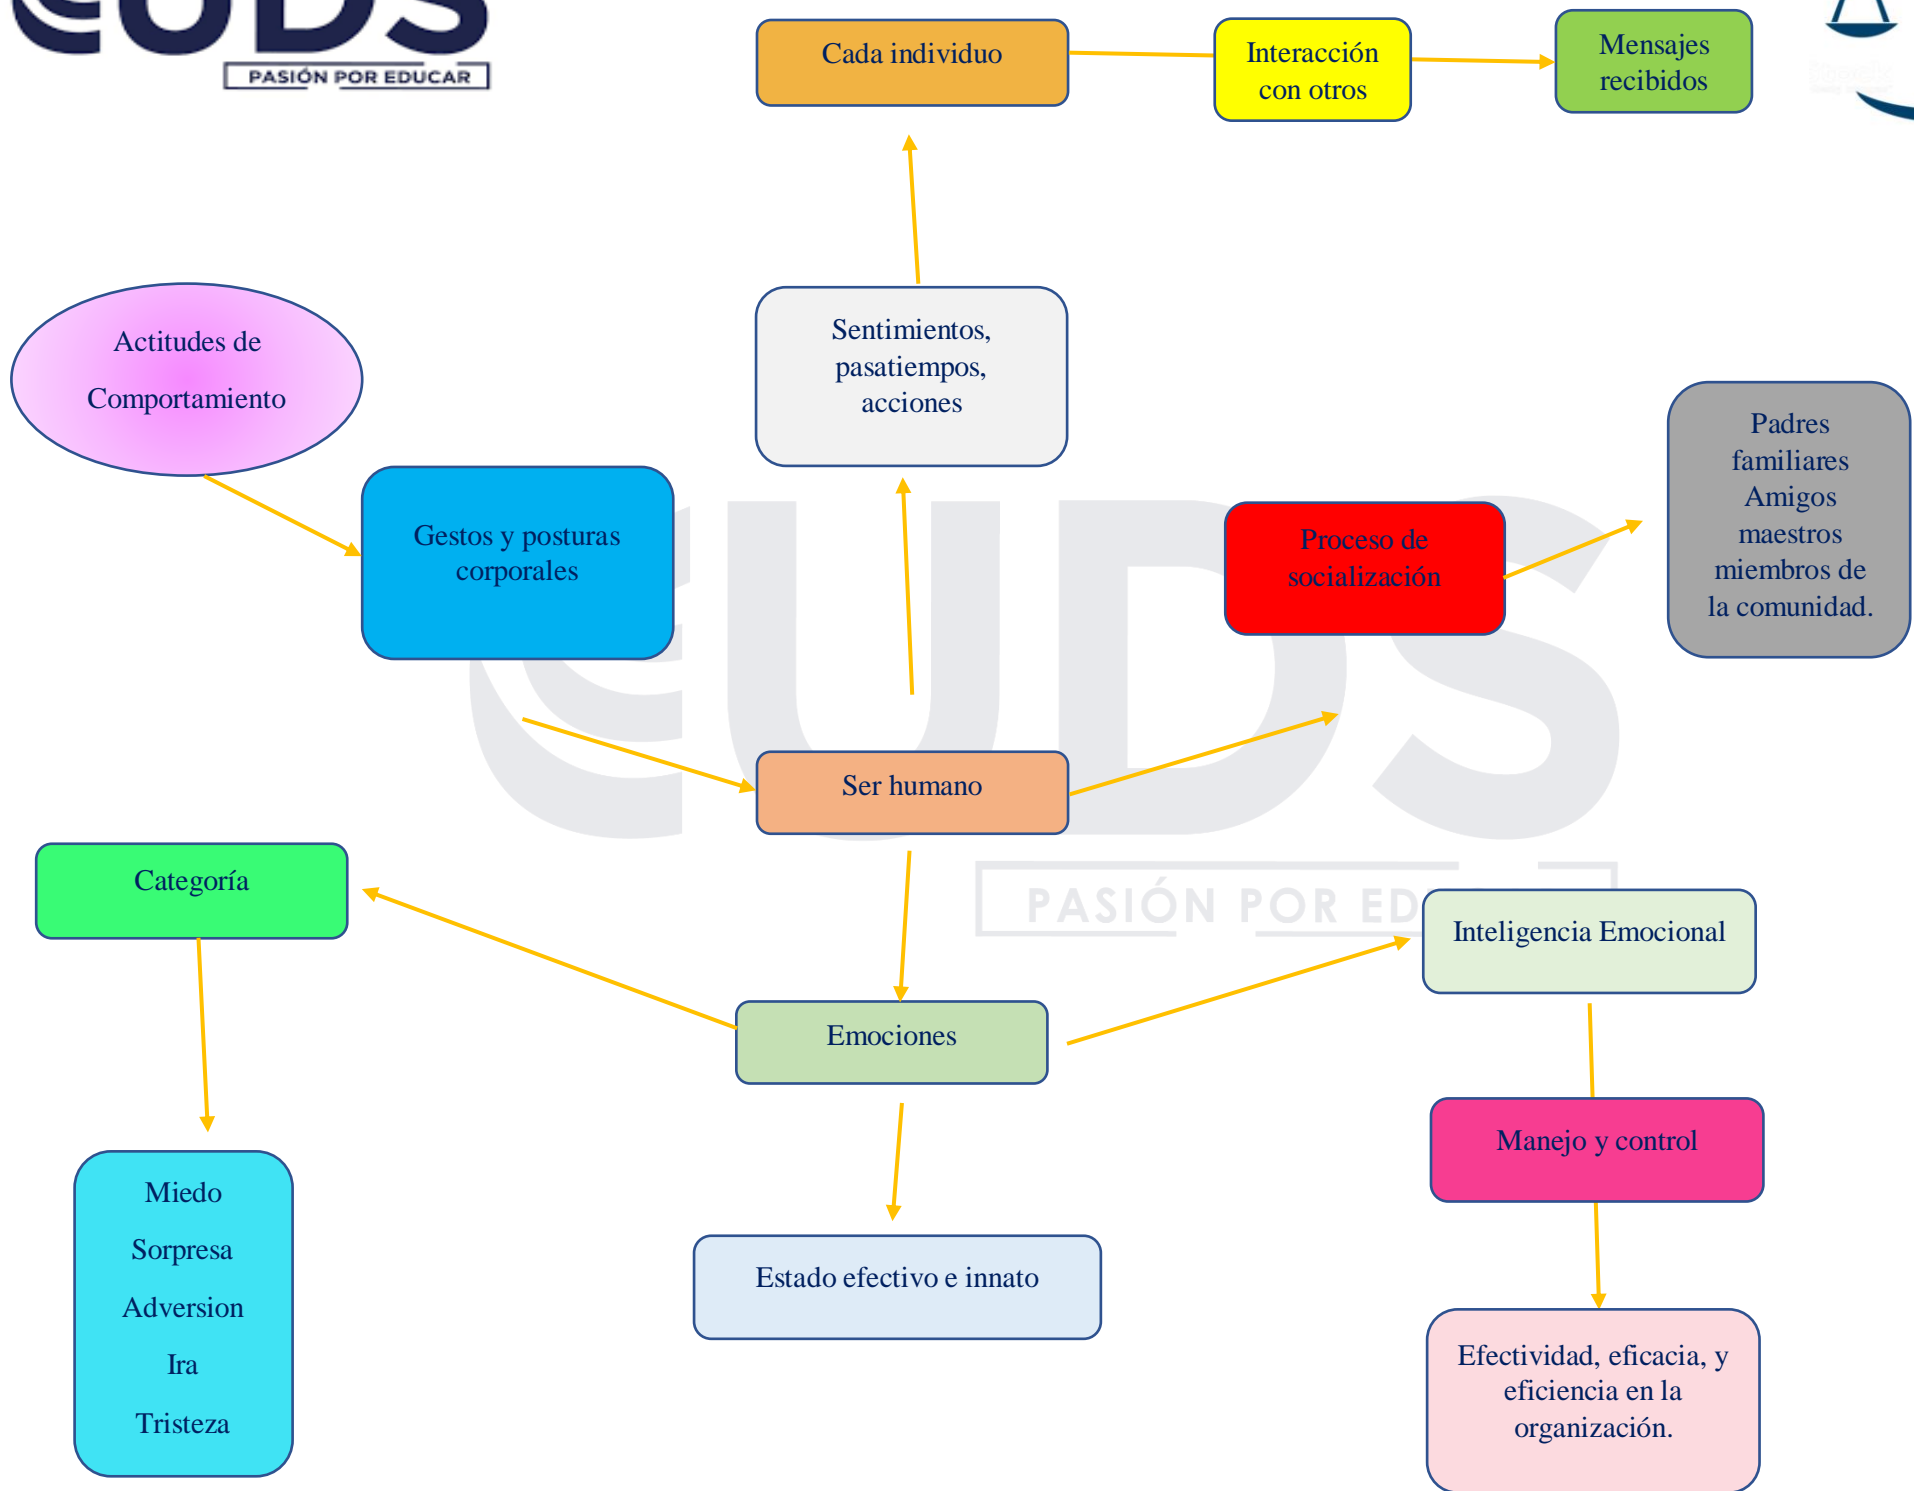 UDS
PASIÓN POR EDUCAR
Cada individuo
Interacción
con otros
Mensajes
recibidos
Actitudes de
Comportamiento
Sentimientos,
pasatiempos,
acciones
Gestos y posturas
corporales
Proceso de
socialización
Padres
familiares
Amigos
maestros
miembros de
la comunidad.
UDS
Ser humano
PASIÓN POR ED
Categoría
Inteligencia Emocional
Emociones
Manejo y control
Miedo
Sorpresa
Adversion
Ira
Tristeza
Estado efectivo e innato
Efectividad, eficacia, y
eficiencia en la
organización.